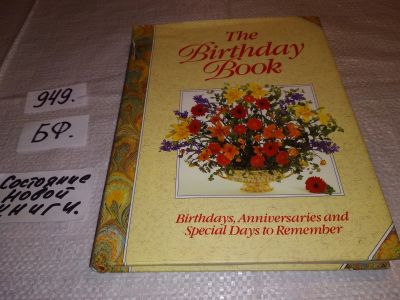 The
Birthday
Book
Birthdays, Anniversaries and
Special Days to Remember
949.
БФ.
Состояние
новой
книги.